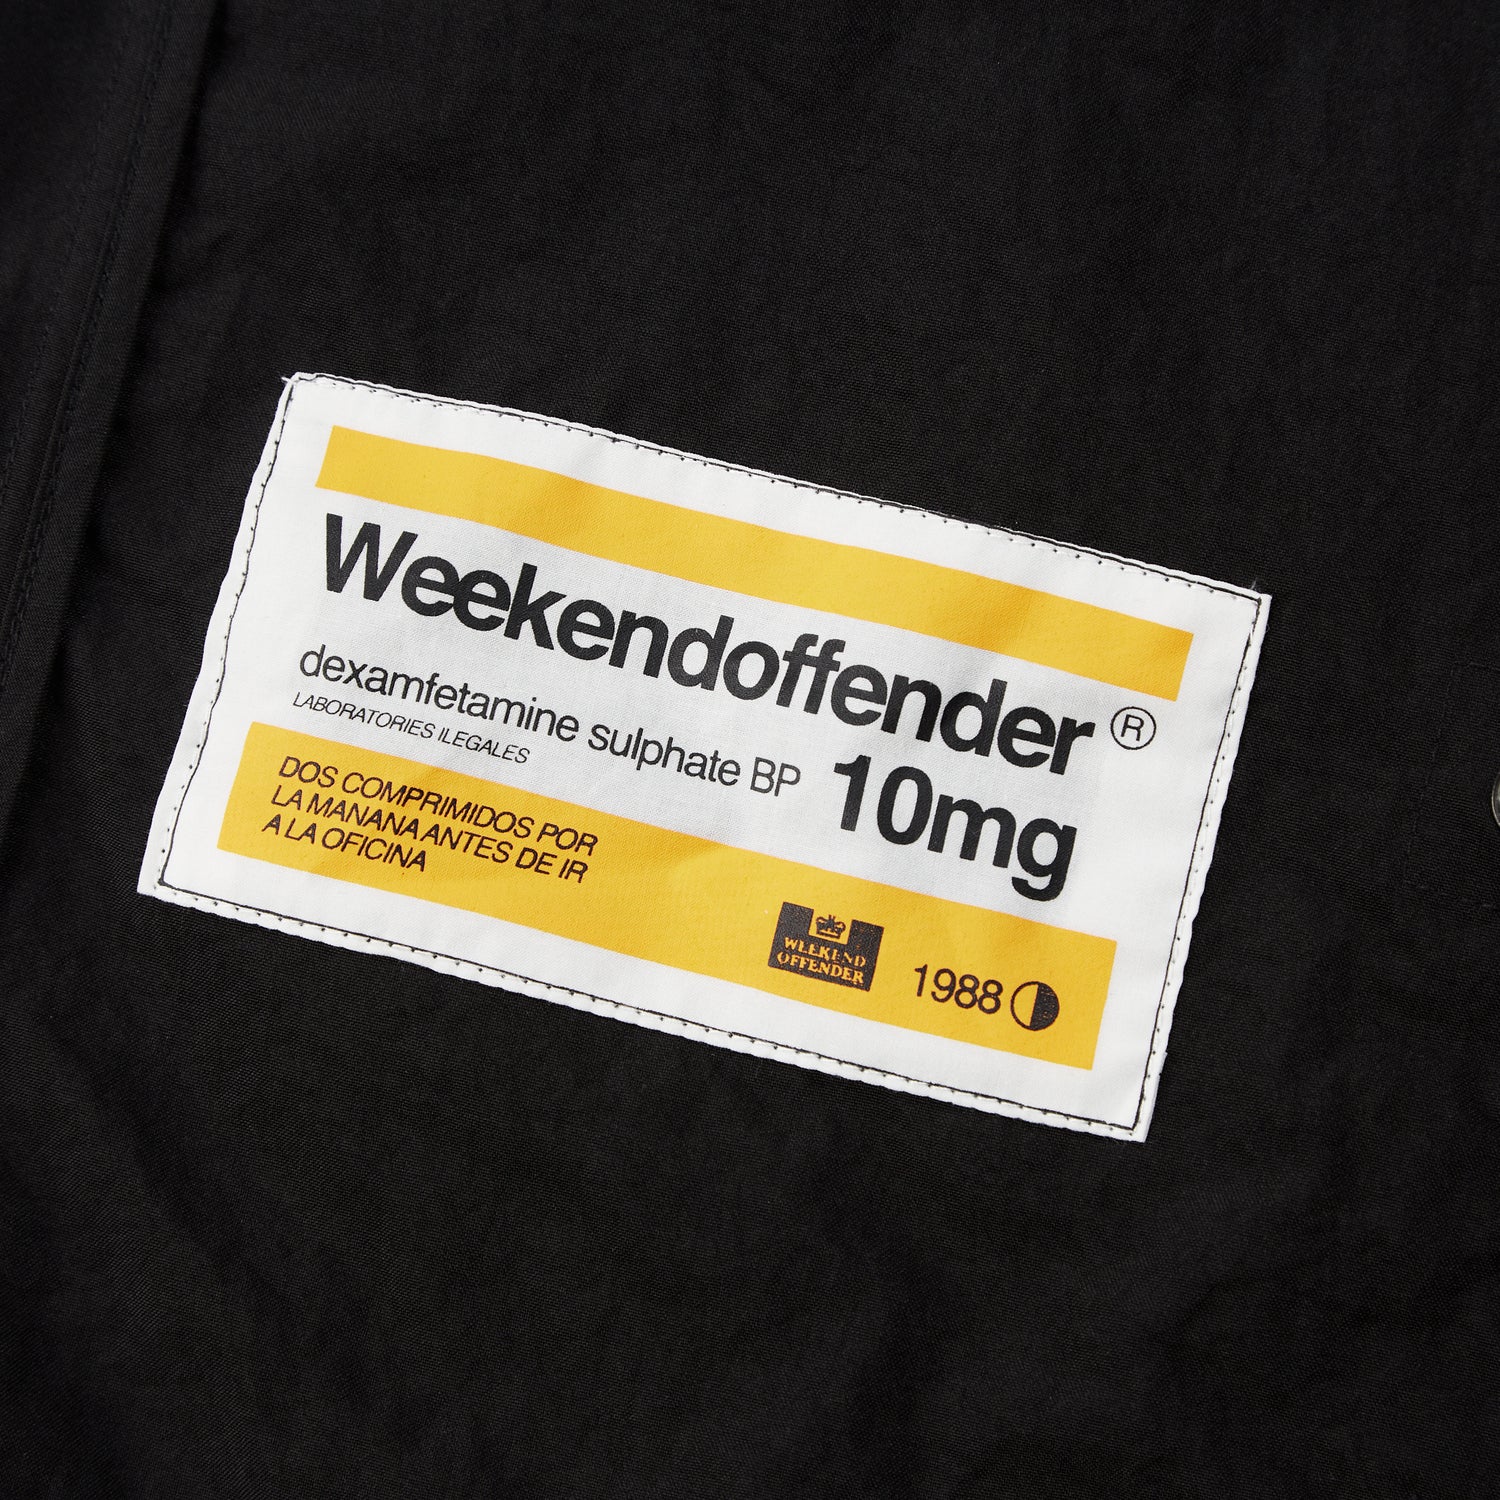 Weekendoffender®
dexamfetamine sulphate BP 10mg
LABORATORIES ILEGALES
DOS COMPRIMIDOS POR
LA MANANA ANTES DE IR
A LA OFICINA
WEEKEND
OFFENDER
1988